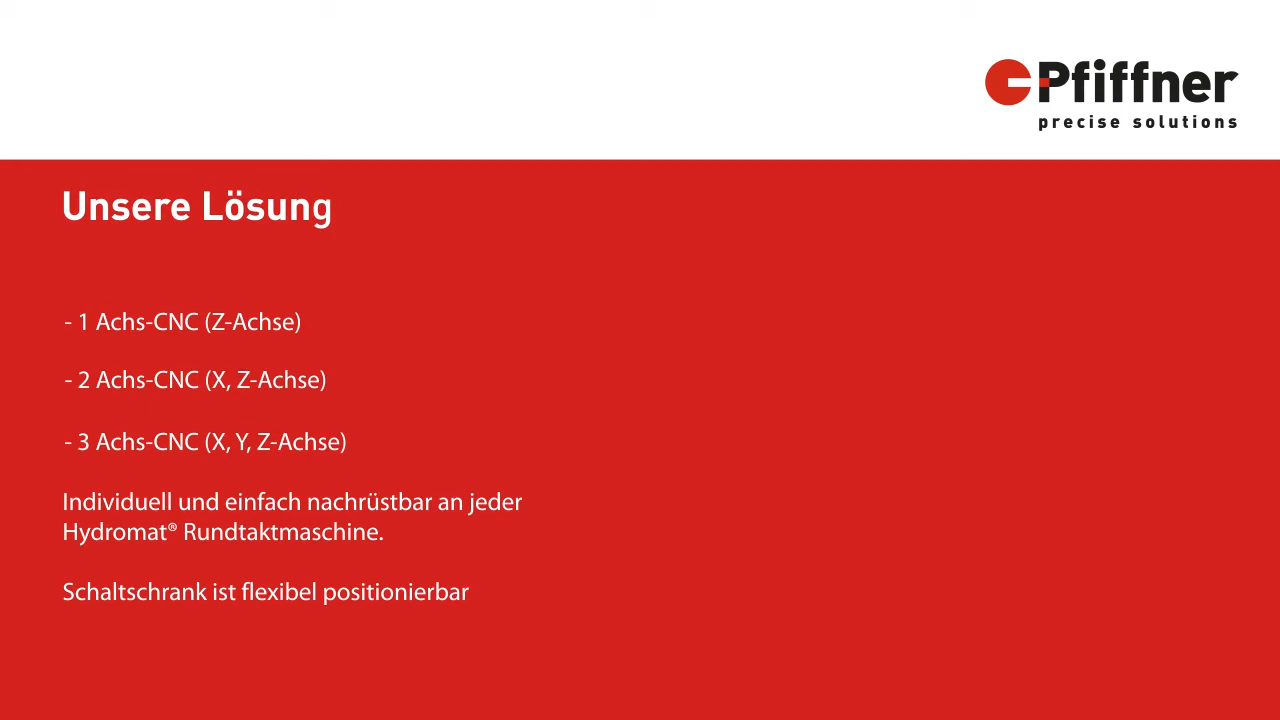 Pfiffner
precise solutions
Unsere Lösung
- 1 Achs-CNC (Z-Achse)
- 2 Achs-CNC (X, Z-Achse)
- 3 Achs-CNC (X, Y, Z-Achse)
Individuell und einfach nachrüstbar an jeder
Hydromat® Rundtaktmaschine.
Schaltschrank ist flexibel positionierbar